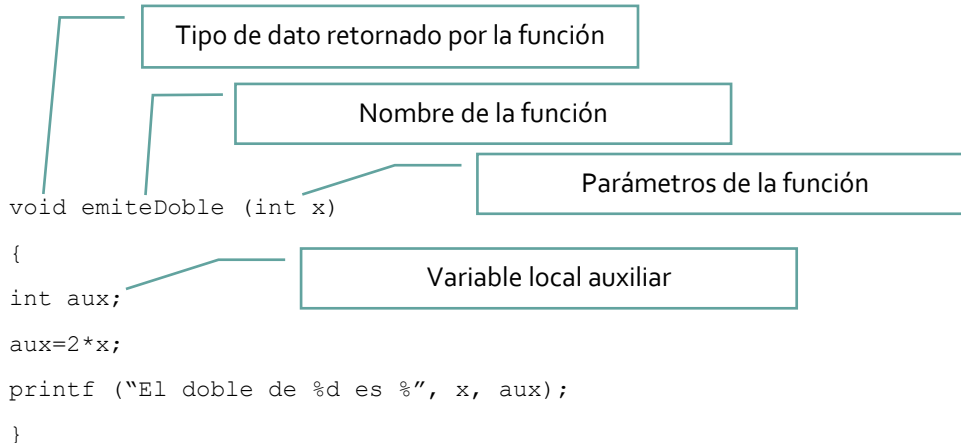 Tipo de dato retornado por la función
Nombre de la función
Parámetros de la función
void emiteDoble (int x)
{
Variable local auxiliar
int aux;
aux=2*x;
printf (“El doble de %d es %”, x, aux);
}